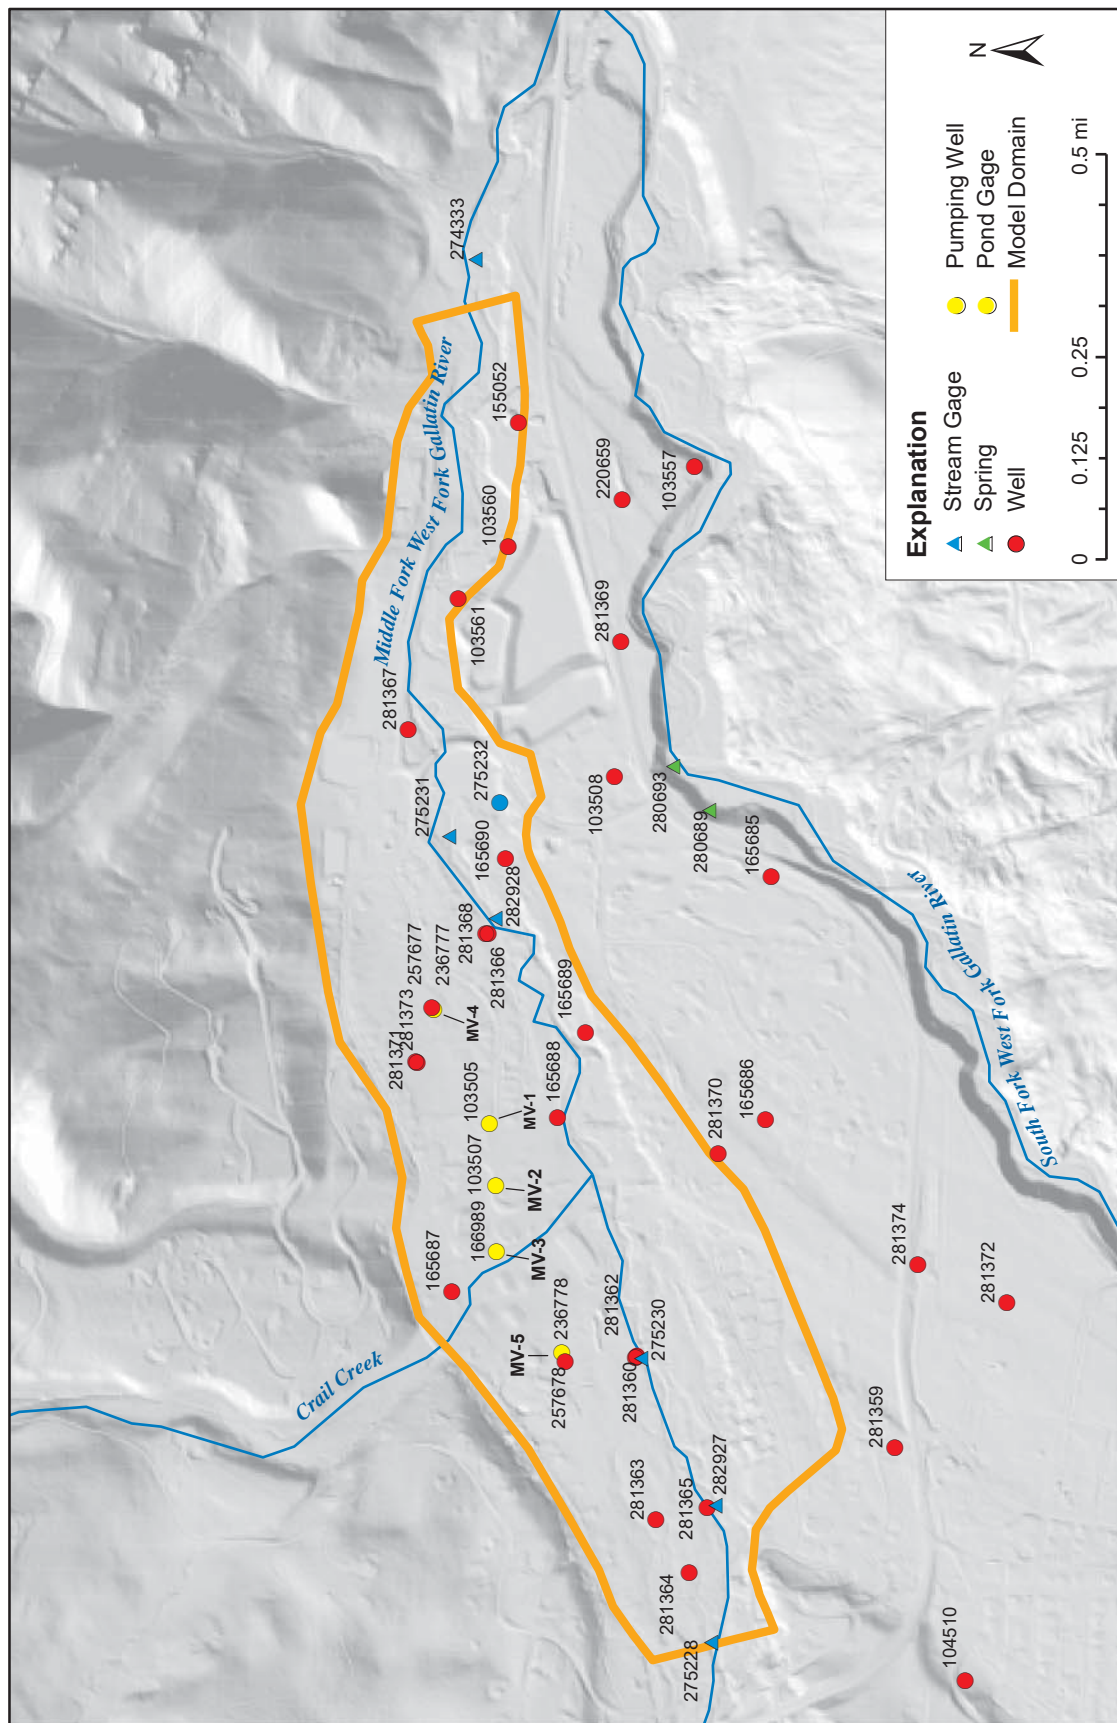 274333
Middle Fork West Fork Gallatin River
155052
103560
103561
220659
103557
281369
281367
275231
275232
165690
282928
103508
280693
280689
165685
281368
281366
257677
236777
MV-4
281373
281371
165689
165688
103505
MV-1
103507
MV-2
166989
MV-3
165687
281370
165686
South Fork West Fork Gallatin River
Crail Creek
MV-5
236778
257678
281362
275230
281360
281374
281372
281359
282927
281365
281363
281364
275228
104510
Explanation
Stream Gage
Spring
Well
Pumping Well
Pond Gage
Model Domain
N
0
0.125
0.25
0.5 mi